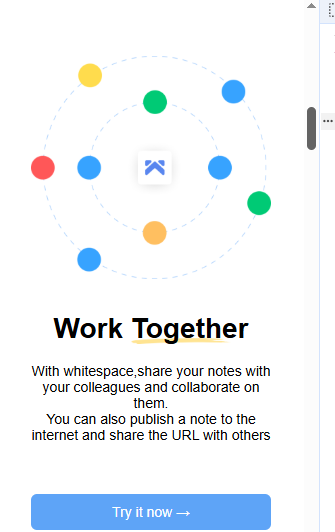 Work Together
With whitespace,share your notes with
your colleagues and collaborate on
them.
You can also publish a note to the
internet and share the URL with others
Try it now →